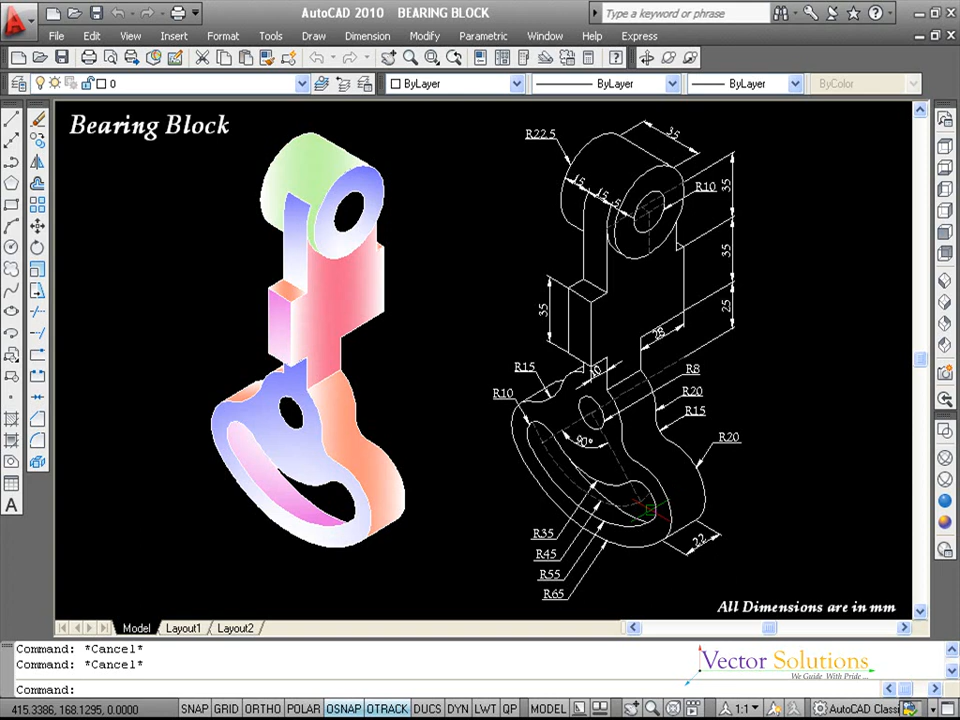 AutoCAD 2010 BEARING BLOCK
Type a keyword or phrase
File Edit View Insert Format Tools Draw Dimension Modify Parametric Window Help Express
0
ByLayer
ByLayer
ByLayer
ByColor
Bearing Block
R22.5
35
15
15
5
R10
35
35
35
25
28
10
R15
R8
R10
R20
R15
90°
R20
R35
22
R45
R55
R65
All Dimensions are in mm
Model Layout1 Layout2
Command: *Cancel*
Command: *Cancel*
Command:
Vector Solutions
We Guide With Pride...
415.3386, 168.1295, 0.0000 SNAP GRID ORTHO POLAR OSNAP OTRACK DUCS DYN LWT QP MODEL 1:1 AutoCAD Classi
A